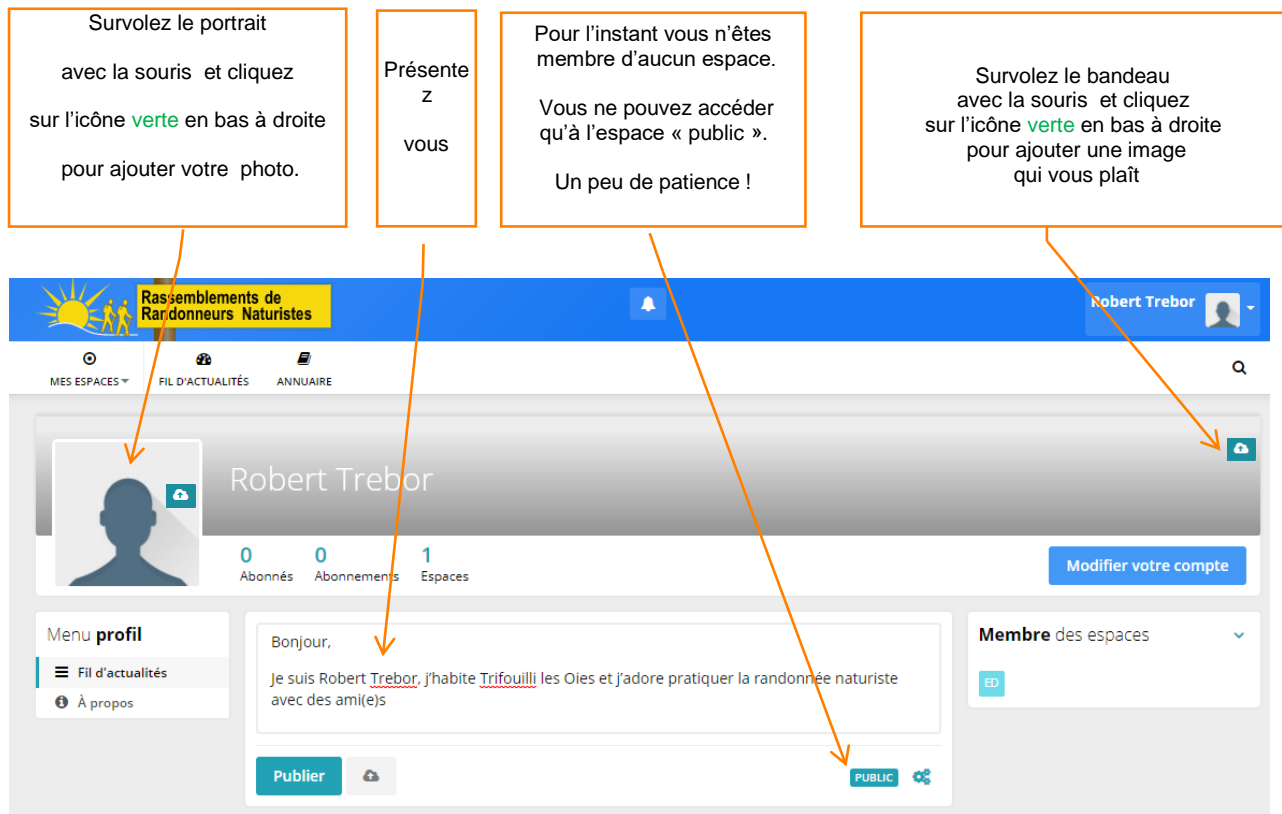 Survolez le portrait
avec la souris et cliquez
sur l'icône verte en bas à droite
pour ajouter votre photo.
Présente
z
vous
Pour l'instant vous n'êtes
membre d'aucun espace.
Vous ne pouvez accéder
qu'à l'espace « public ».
Un peu de patience !
Survolez le bandeau
avec la souris et cliquez
sur l'icône verte en bas à droite
pour ajouter une image
qui vous plaît
Rassemblements de
Randonneurs Naturistes
Robert Trebor
MES ESPACES
FIL D'ACTUALITÉS
ANNUAIRE
Robert Trebor
0
Abonnés
0
Abonnements
1
Espaces
Modifier votre compte
Menu profil
Fil d'actualités
À propos
Bonjour,
Je suis Robert Trebor, j'habite Trifouilli les Oies et j'adore pratiquer la randonnée naturiste
avec des ami(e)s
Publier
PUBLIC
Membre des espaces
ED